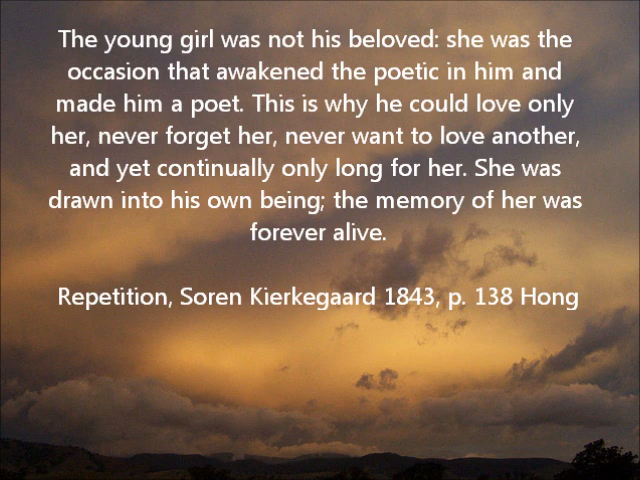 The young girl was not his beloved: she was the
occasion that awakened the poetic in him and
made him a poet. This is why he could love only
her, never forget her, never want to love another,
and yet continually only long for her. She was
drawn into his own being; the memory of her was
forever alive.
Repetition, Soren Kierkegaard 1843, p. 138 Hong